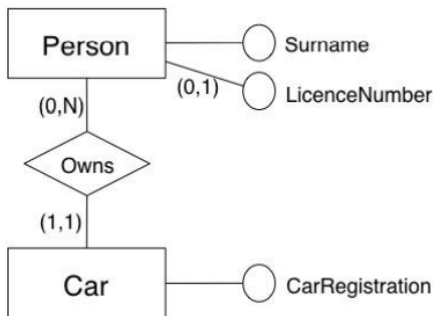 Person
Surname
(0,1)
LicenceNumber
(0,N)
Owns
(1,1)
Car
CarRegistration